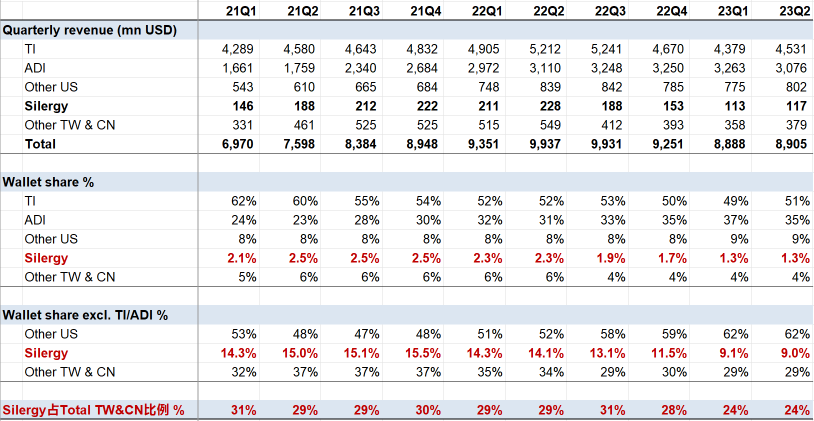 21Q1 21Q2 21Q3 21Q4 22Q1 22Q2 22Q3 22Q4 23Q1 23Q2
Quarterly revenue (mn USD)
TI 4,289 4,580 4,643 4,832 4,905 5,212 5,241 4,670 4,379 4,531
ADI 1,661 1,759 2,340 2,684 2,972 3,110 3,248 3,250 3,263 3,076
Other US 543 610 665 684 748 839 842 785 775 802
Silergy 146 188 212 222 211 228 188 153 113 117
Other TW & CN 331 461 525 525 515 549 412 393 358 379
Total 6,970 7,598 8,384 8,948 9,351 9,937 9,931 9,251 8,888 8,905
Wallet share %
TI 62% 60% 55% 54% 52% 52% 53% 50% 49% 51%
ADI 24% 23% 28% 30% 32% 31% 33% 35% 37% 35%
Other US 8% 8% 8% 8% 8% 8% 8% 8% 9% 9%
Silergy 2.1% 2.5% 2.5% 2.5% 2.3% 2.3% 1.9% 1.7% 1.3% 1.3%
Other TW & CN 5% 6% 6% 6% 6% 6% 4% 4% 4% 4%
Wallet share excl. TI/ADI %
Other US 53% 48% 47% 48% 51% 52% 58% 59% 62% 62%
Silergy 14.3% 15.0% 15.1% 15.5% 14.3% 14.1% 13.1% 11.5% 9.1% 9.0%
Other TW & CN 32% 37% 37% 37% 35% 34% 29% 30% 29% 29%
Silergy占Total TW&CN比例 % 31% 29% 29% 30% 29% 29% 31% 28% 24% 24%